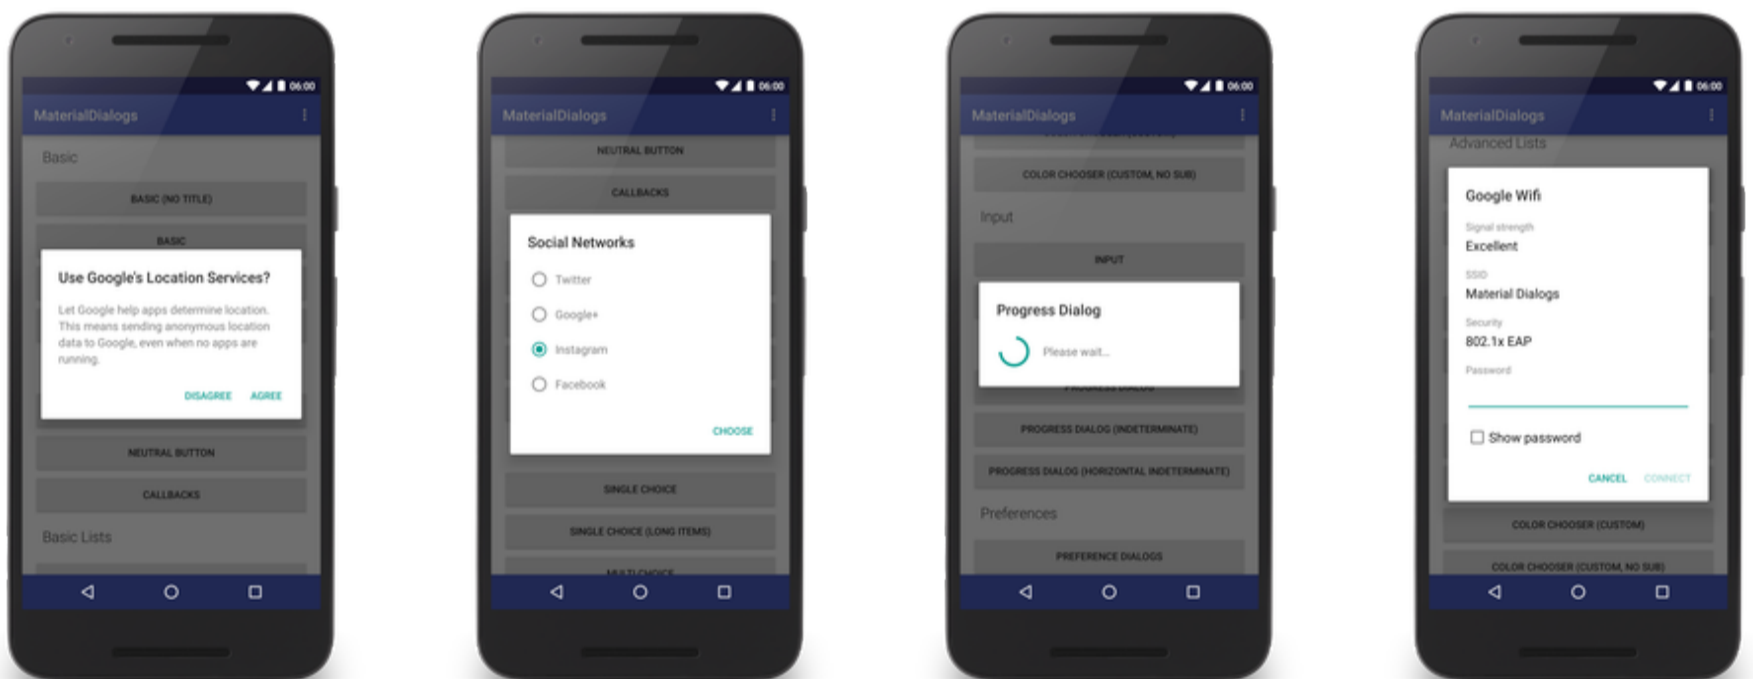 06:00
MaterialDialogs
Basic
BASIC (NO TITLE)
BASIC
Use Google's Location Services?
Let Google help apps determine location.
This means sending anonymous location
data to Google, even when no apps are
running.
DISAGREE AGREE
NEUTRAL BUTTON
CALLBACKS
Basic Lists
06:00
MaterialDialogs
NEUTRAL BUTTON
CALLBACKS
Social Networks
Twitter
Google+
Instagram
Facebook
CHOOSE
SINGLE CHOICE
SINGLE CHOICE (LONG ITEMS)
MULTI CHOICE
06:00
MaterialDialogs
COLOR CHOOSER (CUSTOM, NO SUB)
Input
INPUT
Progress Dialog
Please wait...
PROGRESS DIALOG
PROGRESS DIALOG (INDETERMINATE)
PROGRESS DIALOG (HORIZONTAL INDETERMINATE)
Preferences
PREFERENCE DIALOGS
06:00
MaterialDialogs
Advanced Lists
Google Wifi
Signal strength
Excellent
SSID
Material Dialogs
Security
802.1x EAP
Password
Show password
CANCEL CONNECT
COLOR CHOOSER (CUSTOM)
COLOR CHOOSER (CUSTOM, NO SUB)